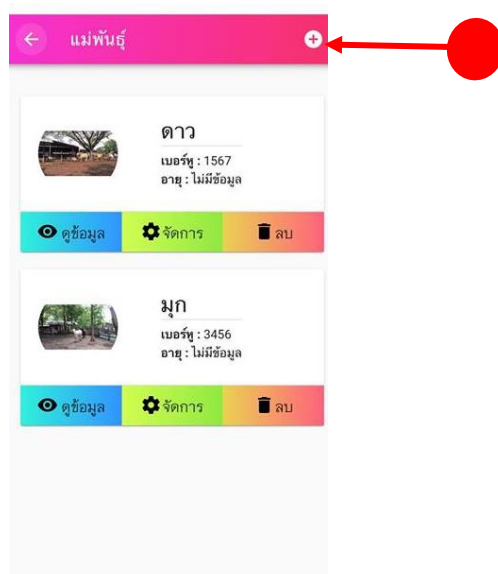 แม่พันธุ์
ดาว
เบอร์หู : 1567
อายุ : ไม่มีข้อมูล
ดูข้อมูล
จัดการ
ลบ
มุก
เบอร์หู : 3456
อายุ : ไม่มีข้อมูล
ดูข้อมูล
จัดการ
ลบ